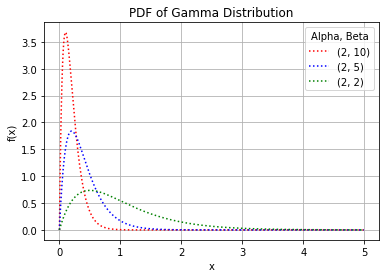 PDF of Gamma Distribution
Alpha, Beta
(2, 10)
(2, 5)
(2, 2)
f(x)
3.5
3.0
2.5
2.0
1.5
1.0
0.5
0.0
0 1 2 3 4 5
x